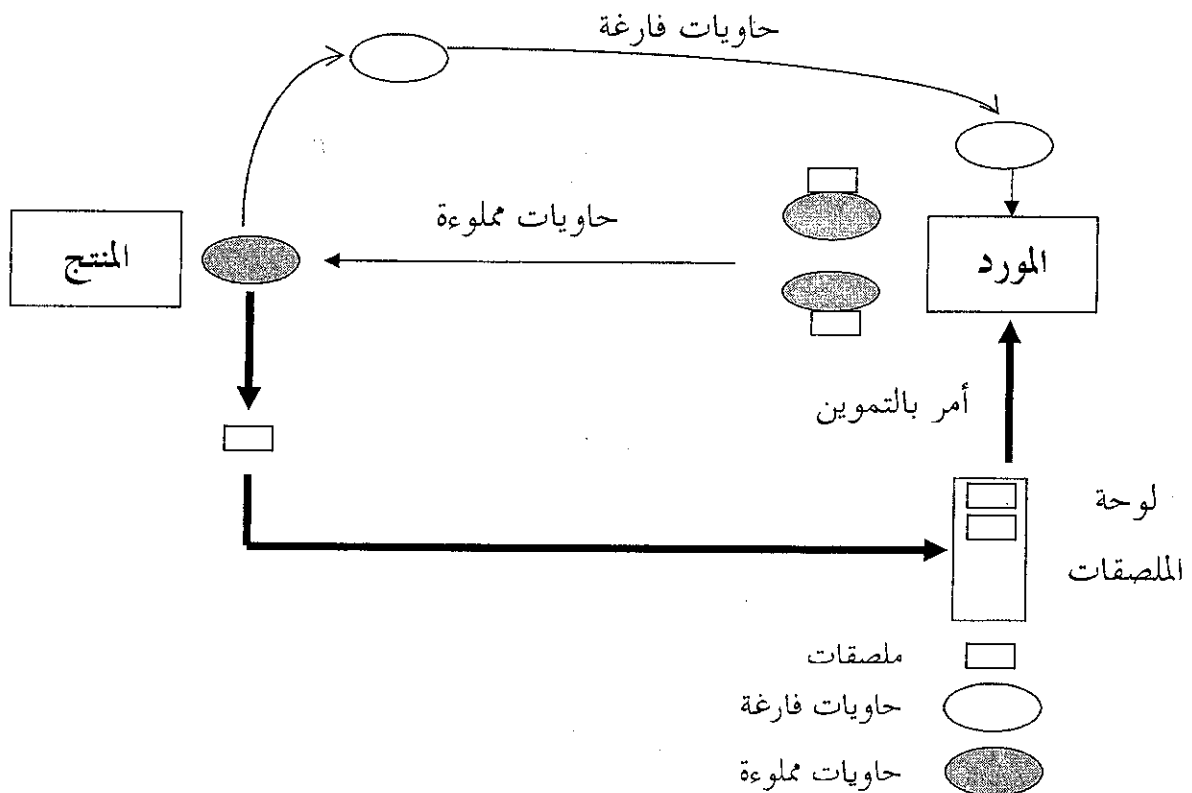 حاويات فارغة
حاويات مملوءة
المنتج
المورد
أمر بالتموين
لوحة
الملصقات
ملصقات
حاويات فارغة
حاويات مملوءة